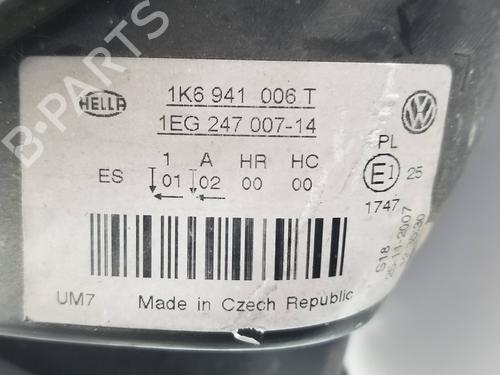 B-PARTS
HELLA
1K6 941 006 T
1EG 247 007-14
1 A HR HC
ES 01 02 00 00
PL
E1 25
1747
S18
UM7 Made in Czech Republic